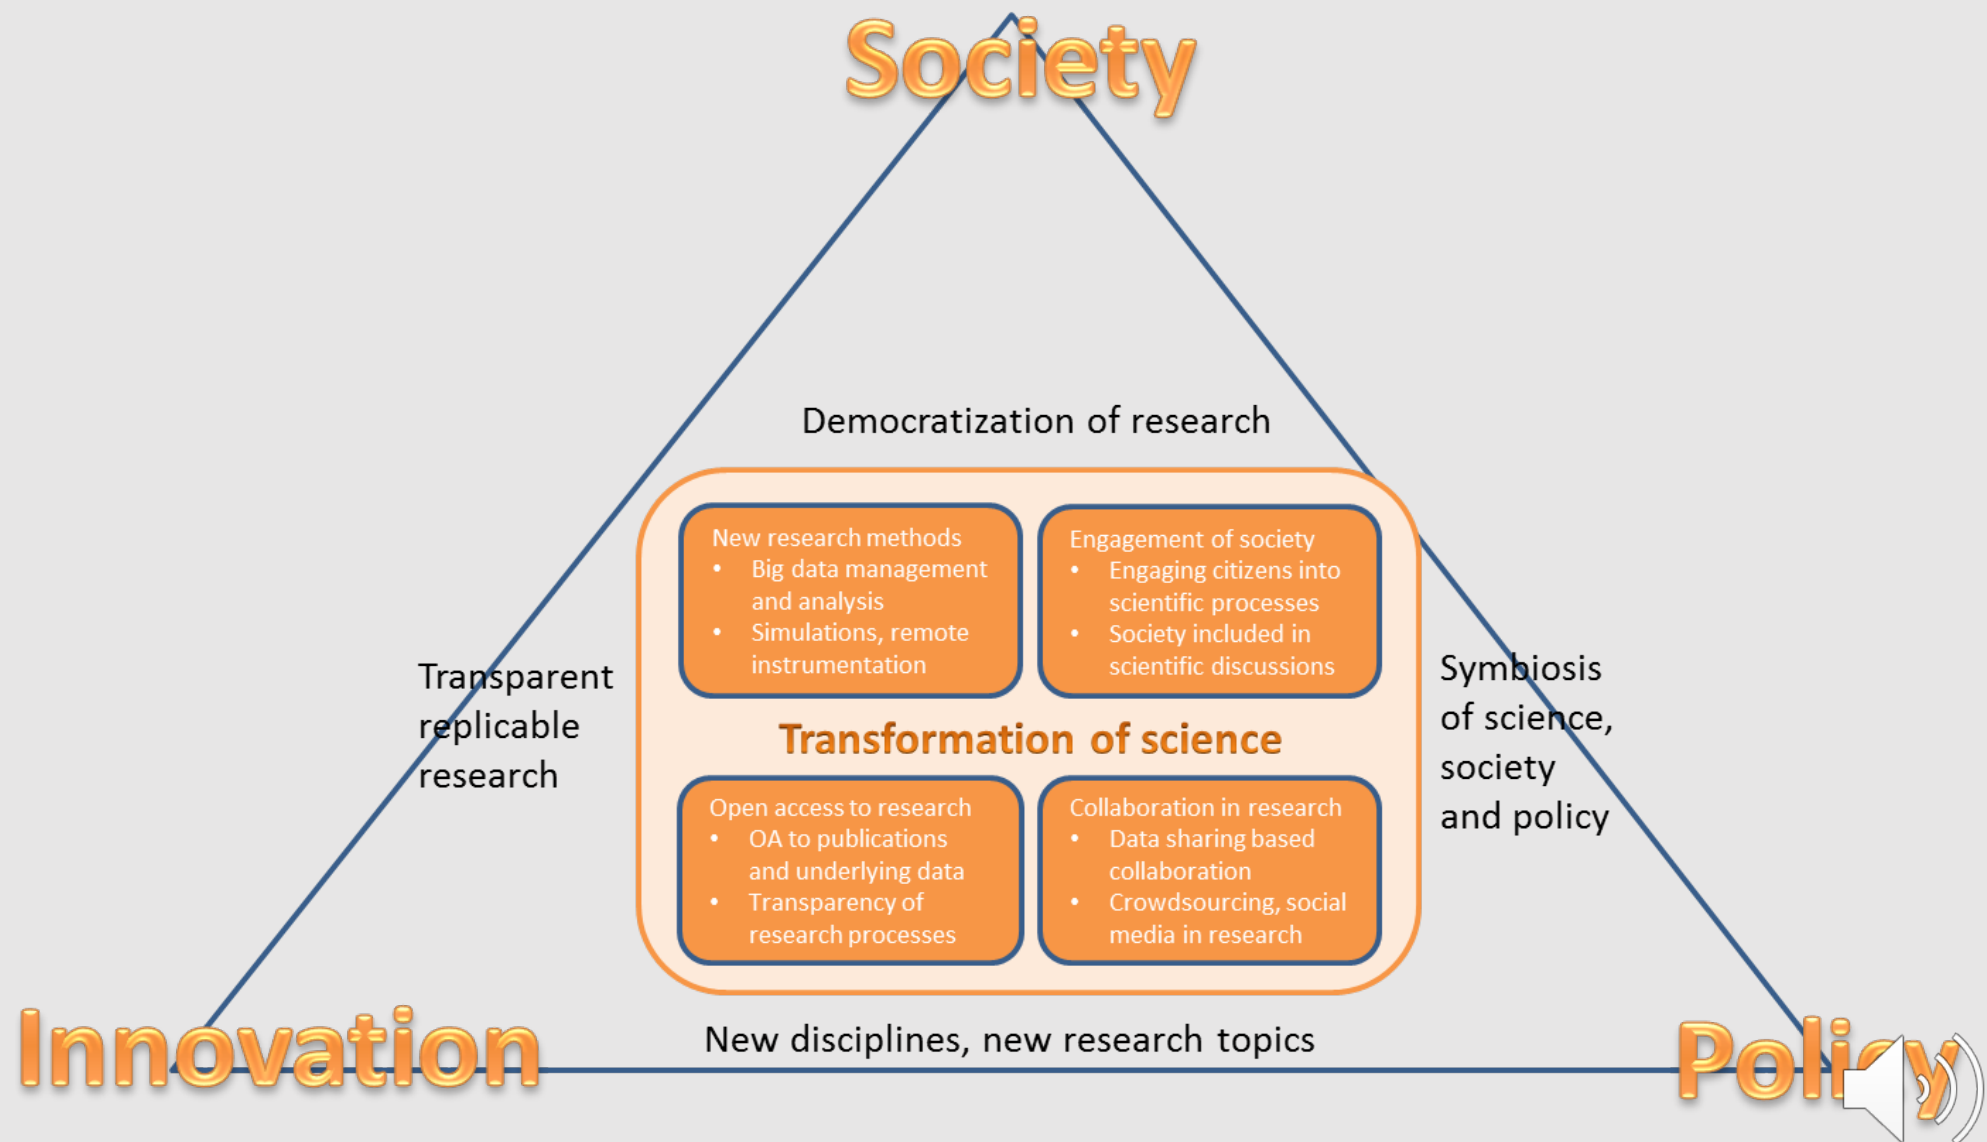 Society
Democratization of research
New research methods
• Big data management
and analysis
• Simulations, remote
instrumentation
Engagement of society
• Engaging citizens into
scientific processes
• Society included in
scientific discussions
Transparent
replicable
research
Transformation of science
Symbiosis
of science,
society
and policy
Open access to research
• OA to publications
and underlying data
• Transparency of
research processes
Collaboration in research
• Data sharing based
collaboration
• Crowdsourcing, social
media in research
New disciplines, new research topics
Innovation
Policy